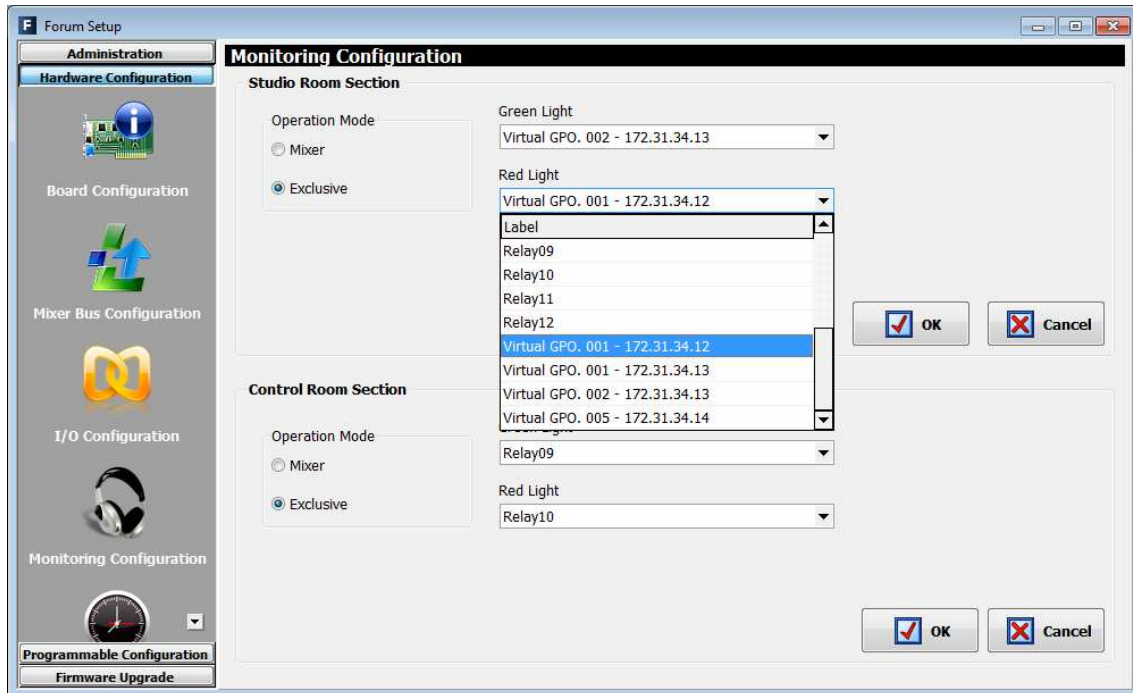 Forum Setup
Administration
Hardware Configuration
Board Configuration
Mixer Bus Configuration
I/O Configuration
Monitoring Configuration
Programmable Configuration
Firmware Upgrade
Monitoring Configuration
Studio Room Section
Operation Mode
Mixer
Exclusive
Green Light
Virtual GPO. 002 - 172.31.34.13
Red Light
Virtual GPO. 001 - 172.31.34.12
Label
Relay09
Relay10
Relay11
Relay12
Virtual GPO. 001 - 172.31.34.12
Virtual GPO. 001 - 172.31.34.13
Virtual GPO. 002 - 172.31.34.13
Virtual GPO. 005 - 172.31.34.14
OK
Cancel
Control Room Section
Operation Mode
Mixer
Exclusive
Relay09
Red Light
Relay10
OK
Cancel